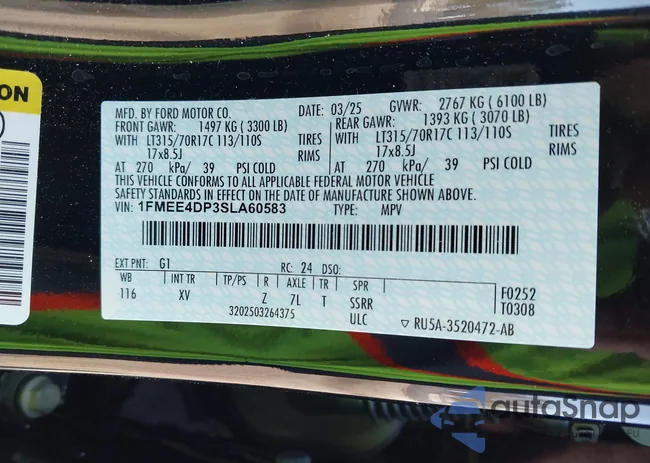 ON
MFD. BY FORD MOTOR CO. DATE: 03/25 GVWR: 2767 KG ( 6100 LB)
FRONT GAWR: 1497 KG ( 3300 LB) REAR GAWR: 1393 KG ( 3070 LB)
WITH LT315/70R17C 113/110S TIRES WITH LT315/70R17C 113/110S TIRES
17x8.5J RIMS 17x8.5J RIMS
AT 270 kPa/ 39 PSI COLD AT 270 kPa/ 39 PSI COLD
THIS VEHICLE CONFORMS TO ALL APPLICABLE FEDERAL MOTOR VEHICLE
SAFETY STANDARDS IN EFFECT ON THE DATE OF MANUFACTURE SHOWN ABOVE.
VIN: 1FMEE4DP3SLA60583 TYPE: MPV
EXT PNT: G1 RC: 24 DSO:
WB INT TR TP/PS R AXLE TR SPR F0252
116 XV Z 7L T SSRR T0308
3202503264375 ULC ▽ RU5A-3520472-AB
autoSnap